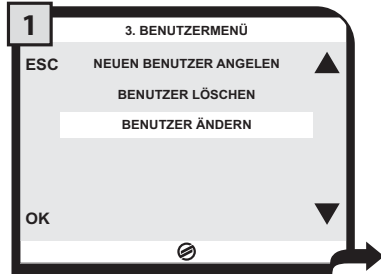 1
3. BENUTZERMENÜ
ESC
NEUEN BENUTZER ANGELEN
BENUTZER LÖSCHEN
BENUTZER ÄNDERN
OK